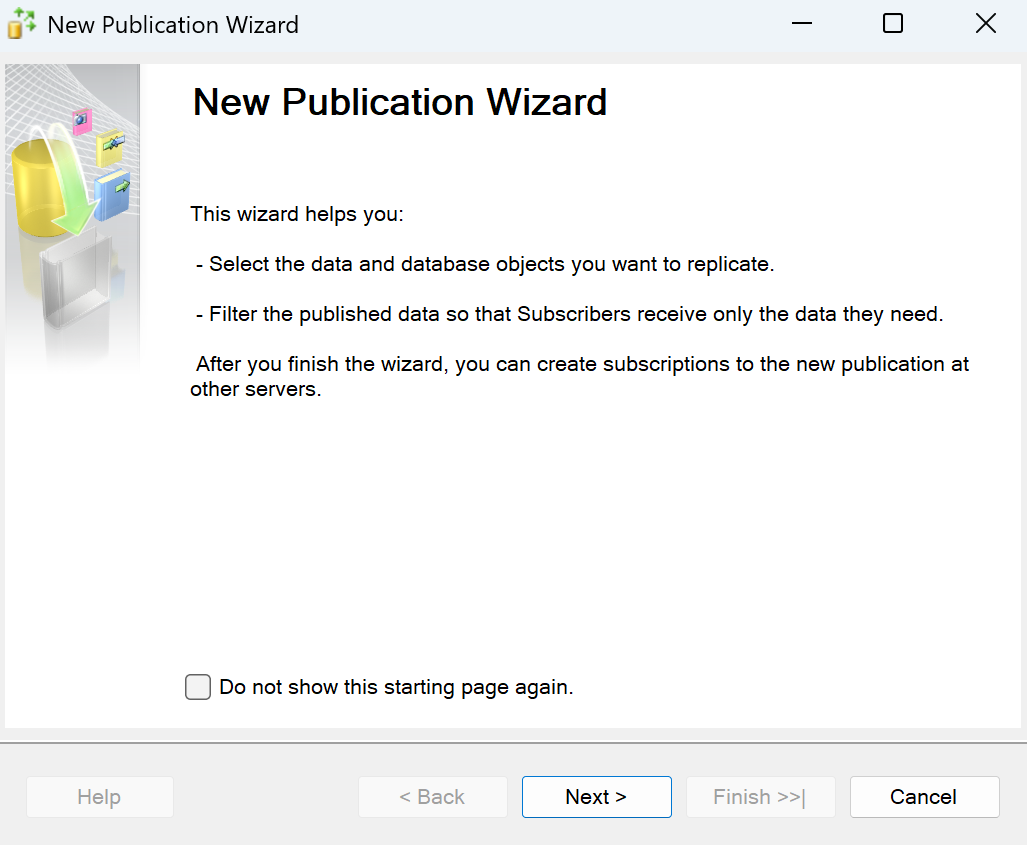 New Publication Wizard
New Publication Wizard
This wizard helps you:
- Select the data and database objects you want to replicate.
- Filter the published data so that Subscribers receive only the data they need.
After you finish the wizard, you can create subscriptions to the new publication at
other servers.
Do not show this starting page again.
Help
< Back
Next >
Finish >>|
Cancel